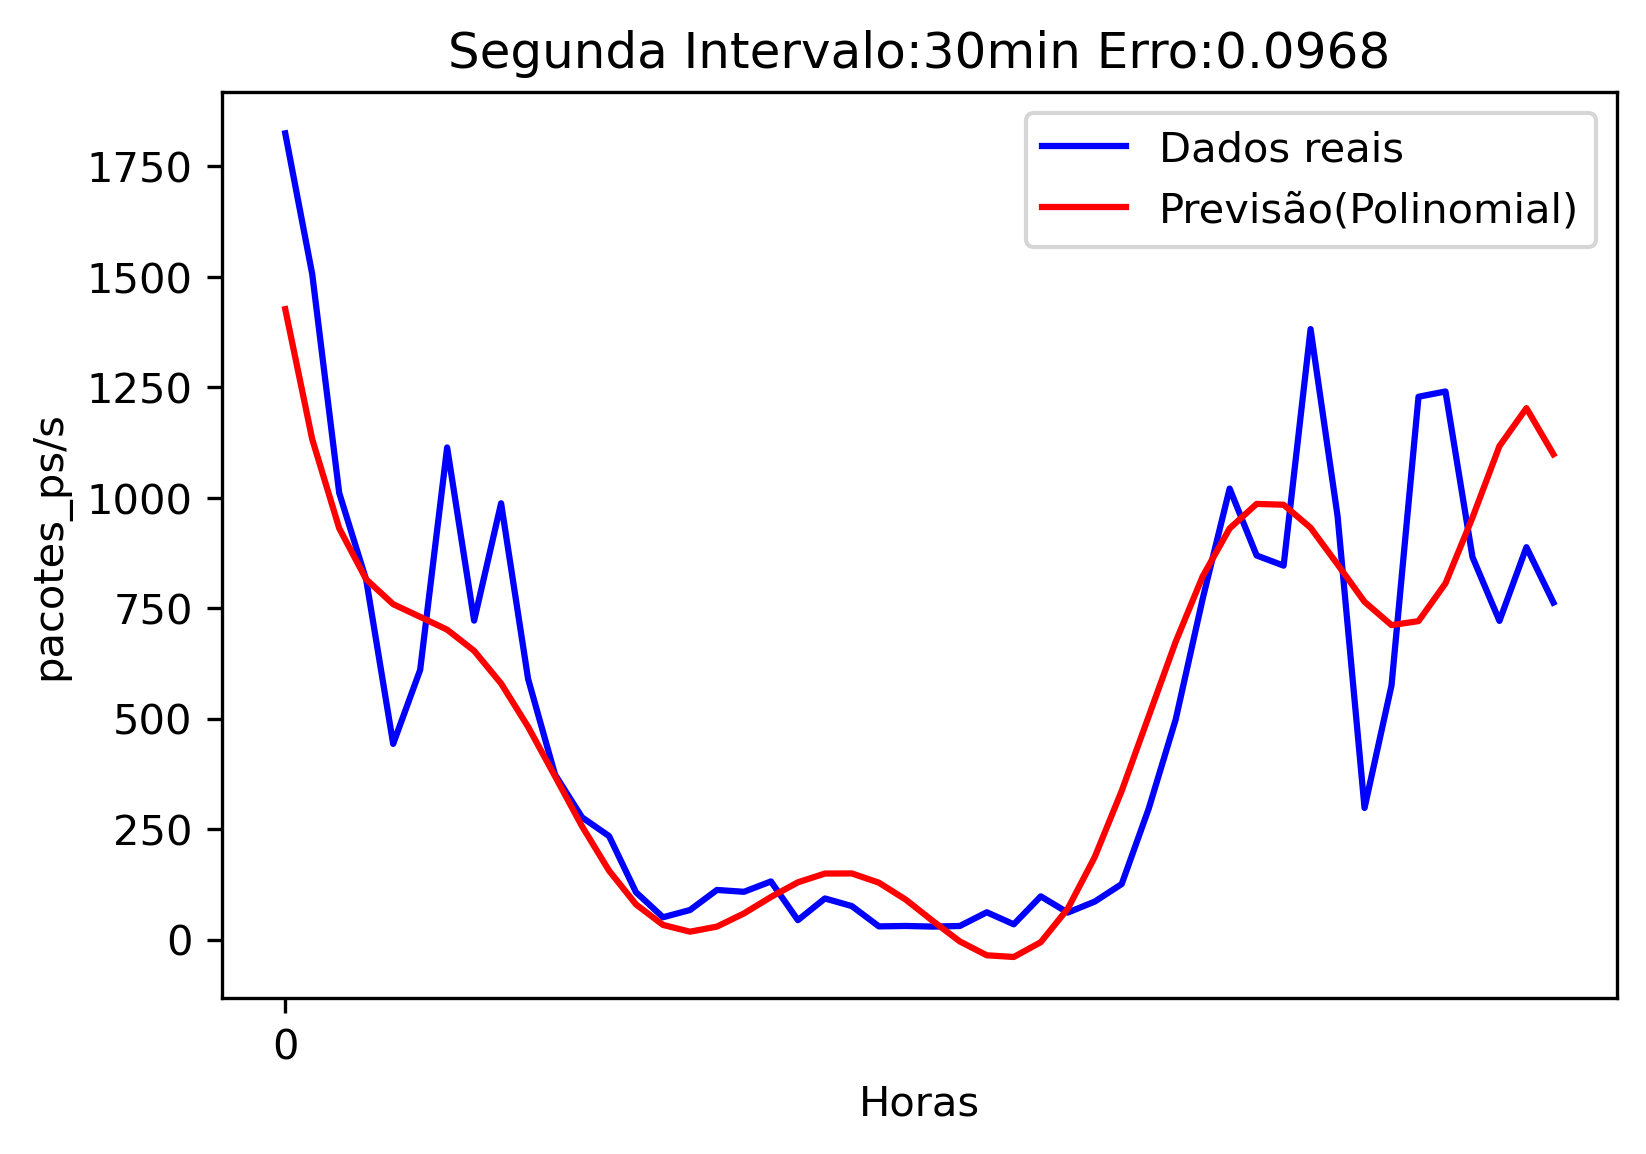 Segunda Intervalo:30min Erro:0.0968
Dados reais
Previsão(Polinomial)
pacotes_ps/s
1750
1500
1250
1000
750
500
250
0
0
Horas